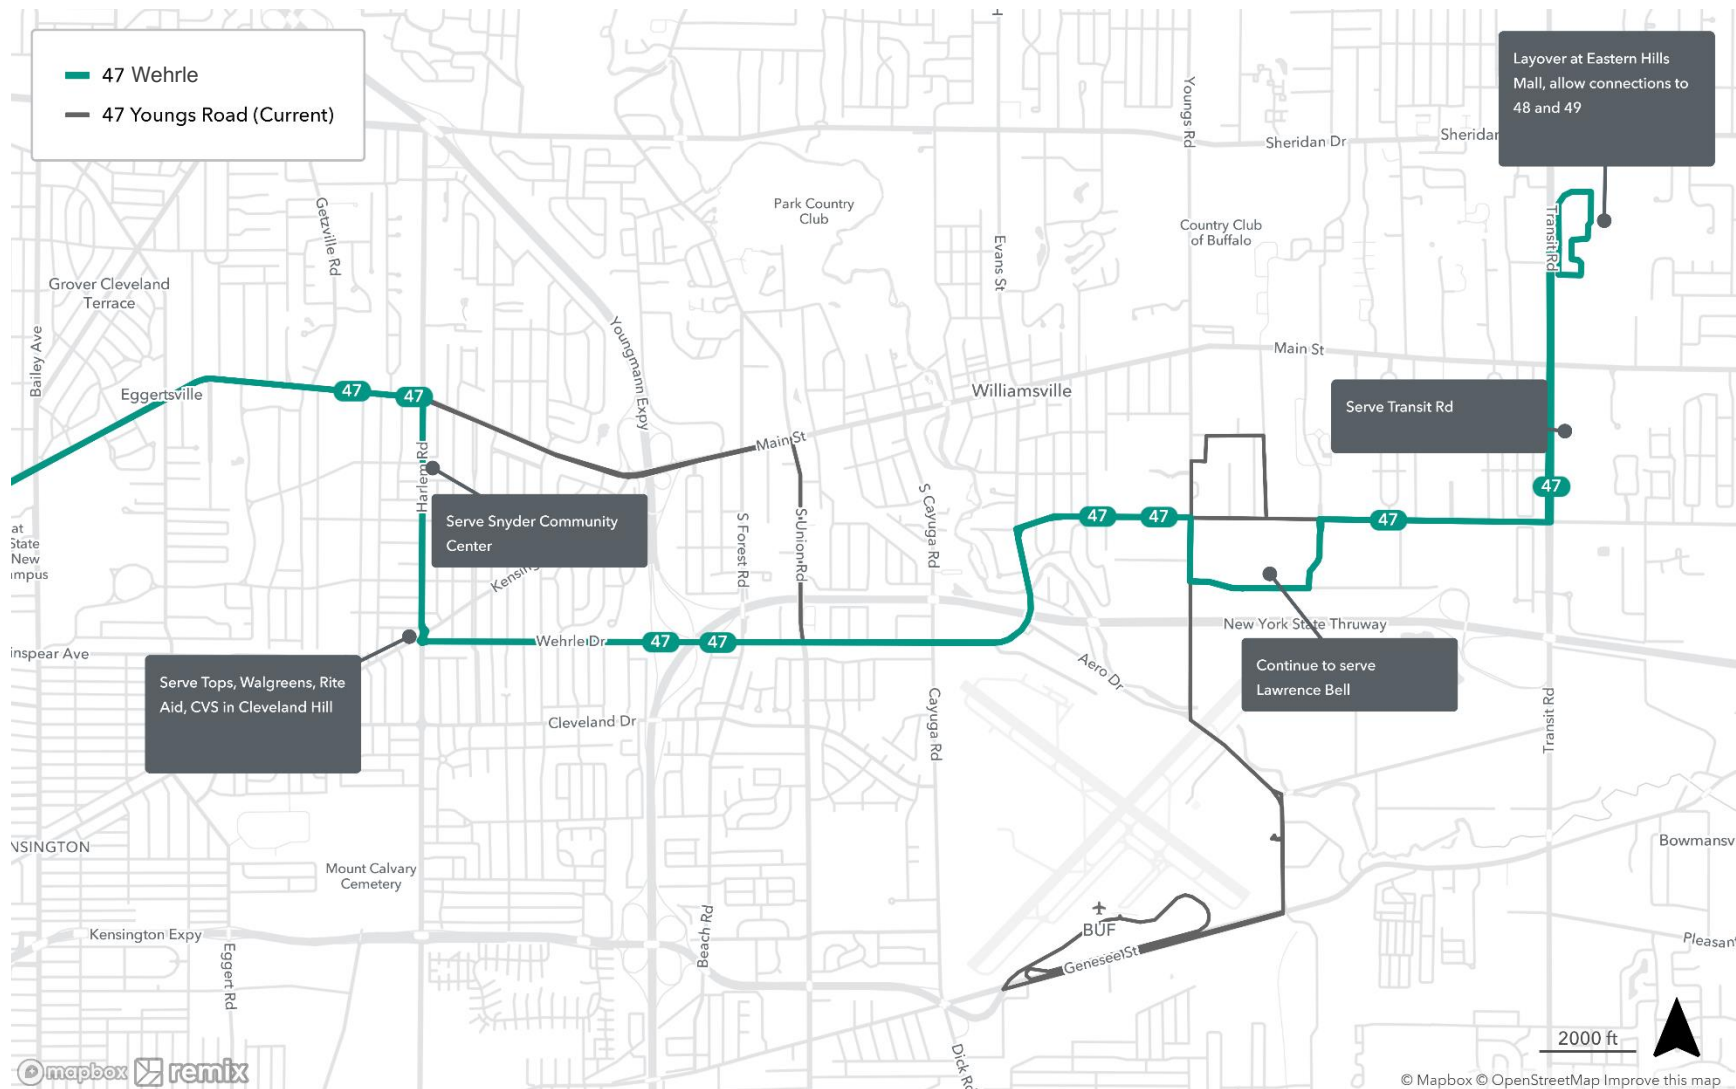 47 Wehrle
47 Youngs Road (Current)
Layover at Eastern Hills
Mall, allow connections to
48 and 49
Youngs Rd
Sheridan Dr
Sheridan
Getzville Rd
Park Country
Club
Country Club
of Buffalo
Transit Rd
Evans St
Grover Cleveland
Terrace
Bailey Ave
Youngmann Expy
Main St
Eggertsville
47
47
Williamsville
Serve Transit Rd
Main St
Harlem Rd
47
Serve Snyder Community
Center
S Cayuga Rd
S Forest Rd
S Union Rd
47
47
47
at
State
New
mpus
Kensing
New York State Thruway
inspear Ave
Wehrle Dr
47
47
Aero Dr
Continue to serve
Lawrence Bell
Serve Tops, Walgreens, Rite
Aid, CVS in Cleveland Hill
Cleveland Dr
Cayuga Rd
Transit Rd
NSINGTON
Bowmansv
Mount Calvary
Cemetery
BUF
Kensington Expy
Beach Rd
Genesee St
Pleasan
Eggert Rd
Dick Rd
2000 ft
mapbox remix
© Mapbox © OpenStreetMap Improve this map